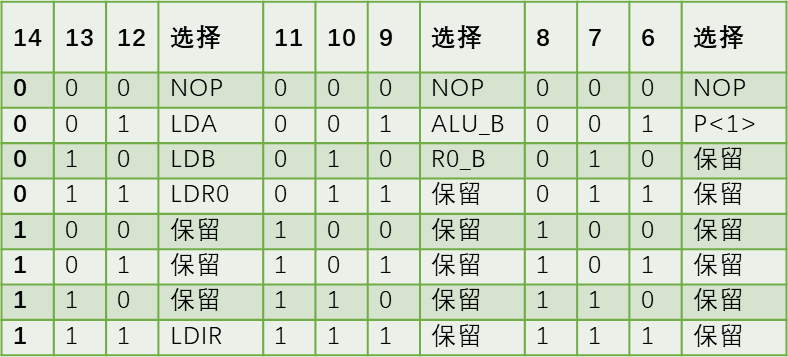 14 13 12 选择 11 10 9 选择 8 7 6 选择
0 0 0 NOP 0 0 0 NOP 0 0 0 NOP
0 0 1 LDA 0 0 1 ALU_B 0 0 1 P<1>
0 1 0 LDB 0 1 0 R0_B 0 1 0 保留
0 1 1 LDR0 0 1 1 保留 0 1 1 保留
1 0 0 保留 1 0 0 保留 1 0 0 保留
1 0 1 保留 1 0 1 保留 1 0 1 保留
1 1 0 保留 1 1 0 保留 1 1 0 保留
1 1 1 LDIR 1 1 1 保留 1 1 1 保留